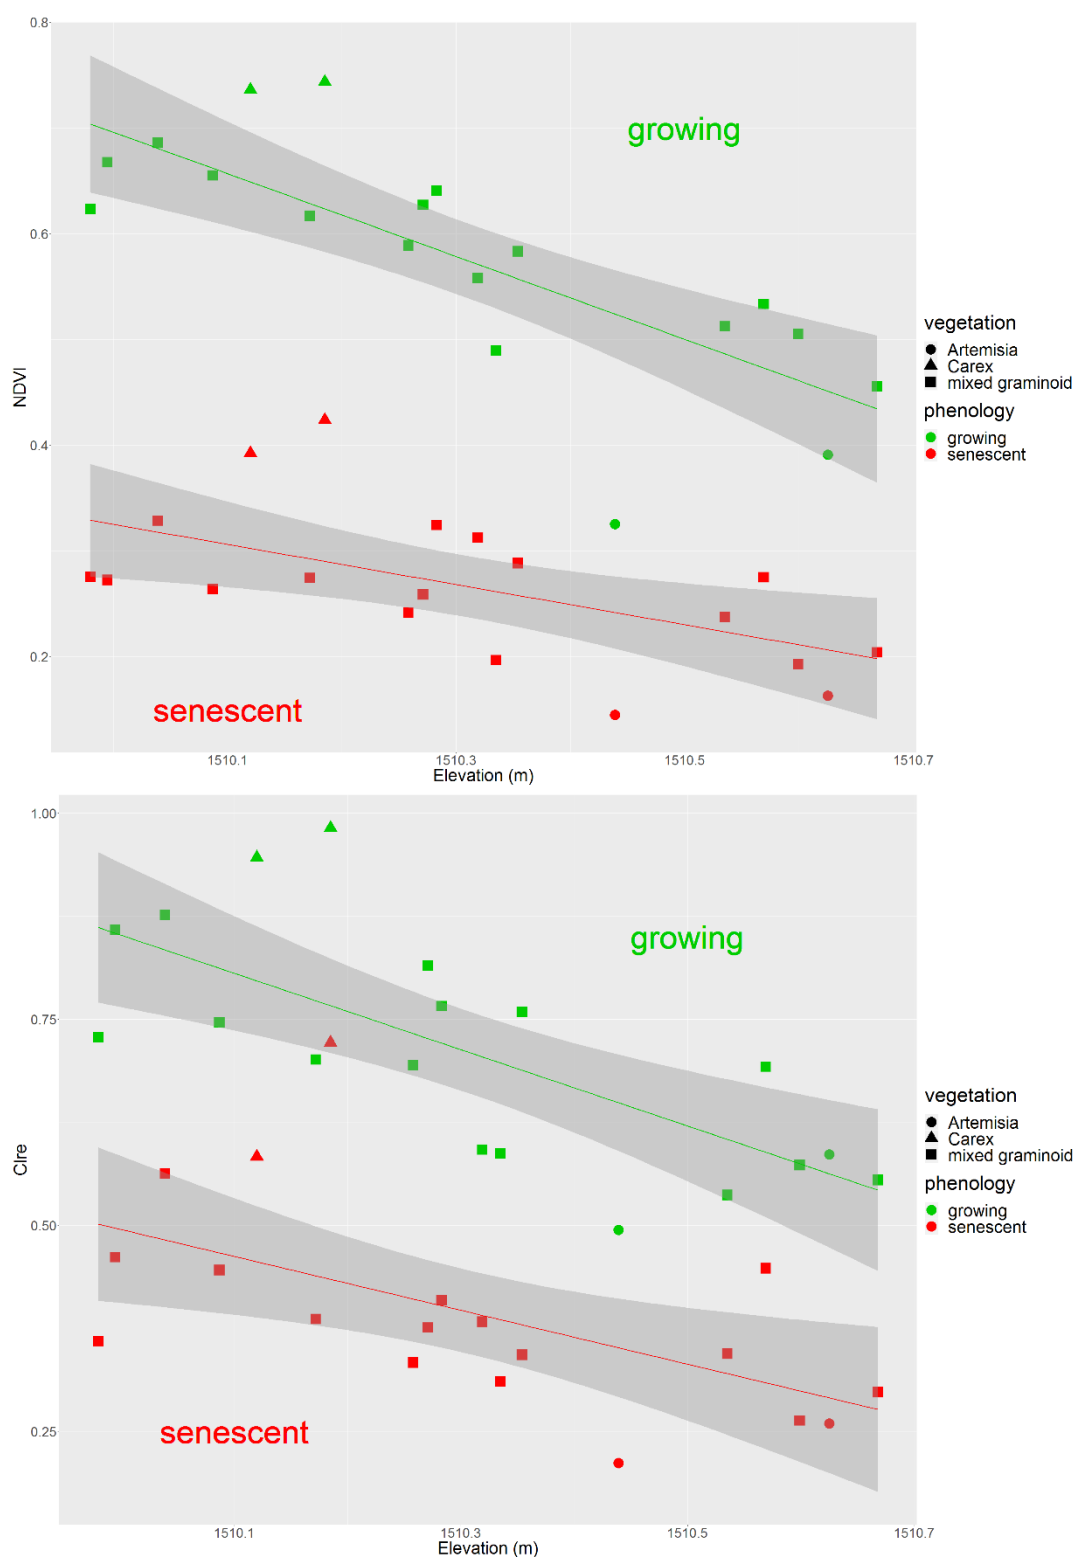 0.8
growing
0.6
NDVI
0.4
0.2
senescent
1510.1 1510.3 1510.5 1510.7
Elevation (m)
vegetation
Artemisia
Carex
mixed graminoid
phenology
growing
senescent
1.00
growing
0.75
CIre
0.50
0.25
senescent
1510.1 1510.3 1510.5 1510.7
Elevation (m)
vegetation
Artemisia
Carex
mixed graminoid
phenology
growing
senescent